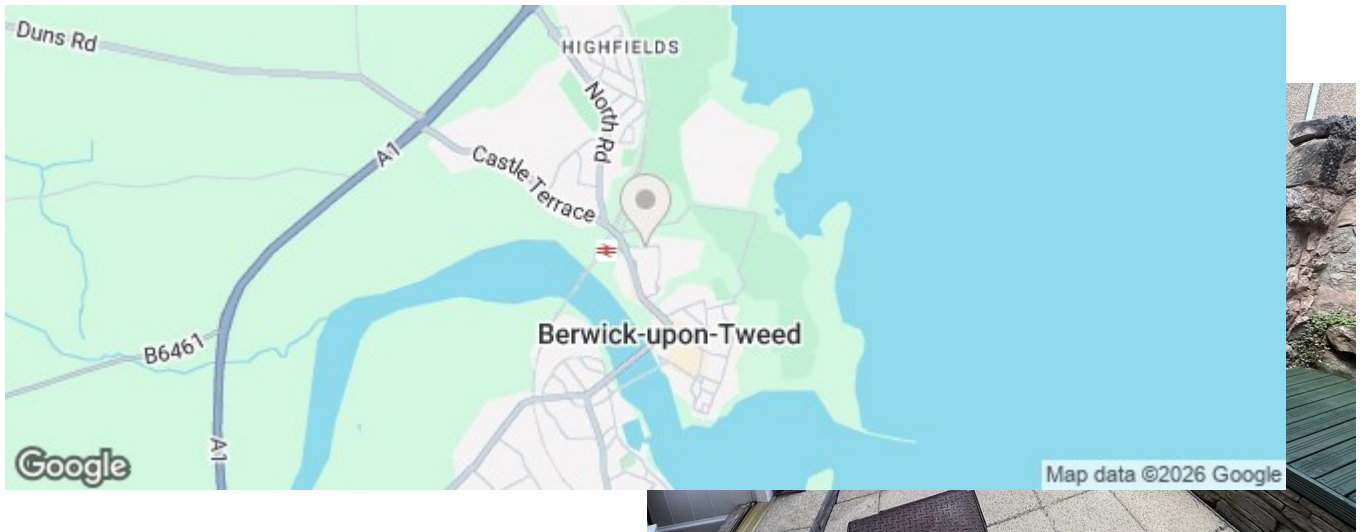 Duns Rd
HIGHFIELDS
North Rd
A1
Castle Terrace
Berwick-upon-Tweed
B6461
A1
Google
Map data ©2026 Google